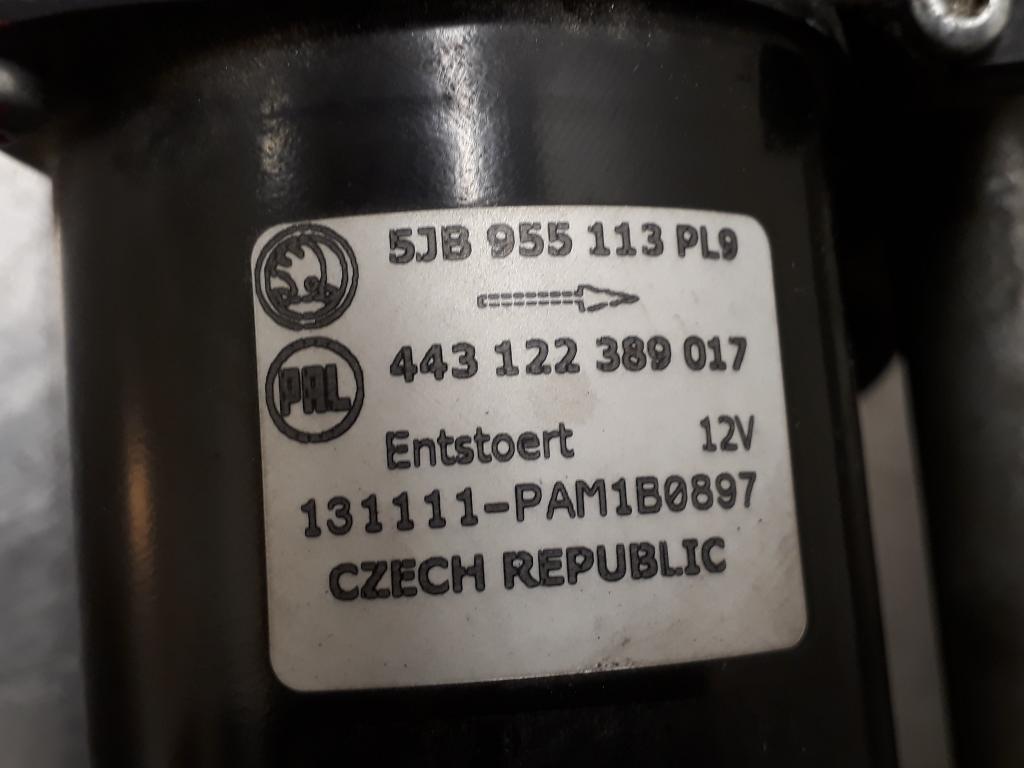 5JB 955 113 PL9
PAL
443 122 389 017
Entstoert 12V
131111-PAM1B0897
CZECH REPUBLIC